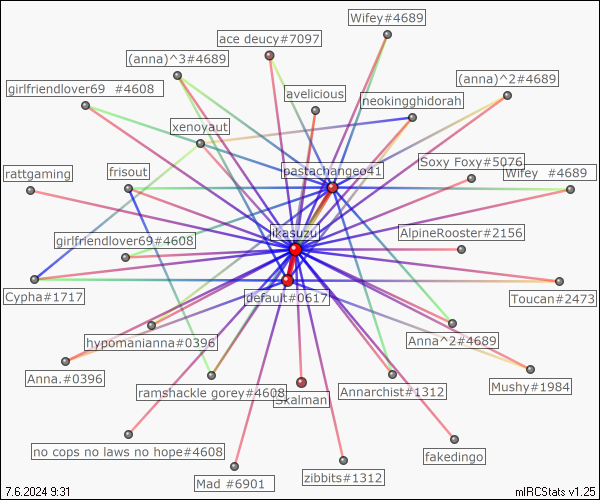 Wifey#4689
ace deucy#7097
(anna)^3#4689
(anna)^2#4689
girlfriendlover69 #4608
avelicious
neokingghidorah
xenoyaut
Soxy Foxy#5076
pastachangeo41
Wifey #4689
rattgaming
frisout
ikasuzu
AlpineRooster#2156
girlfriendlover69#4608
Cypha#1717
default#0617
Toucan#2473
hypomanianna#0396
Anna^2#4689
Anna.#0396
Mushy#1984
ramshackle gorey#4608
Annarchist#1312
Skalman
no cops no laws no hope#4608
fakedingo
Mad #6901
zibbits#1312
7.6.2024 9:31
mIRCStats v1.25